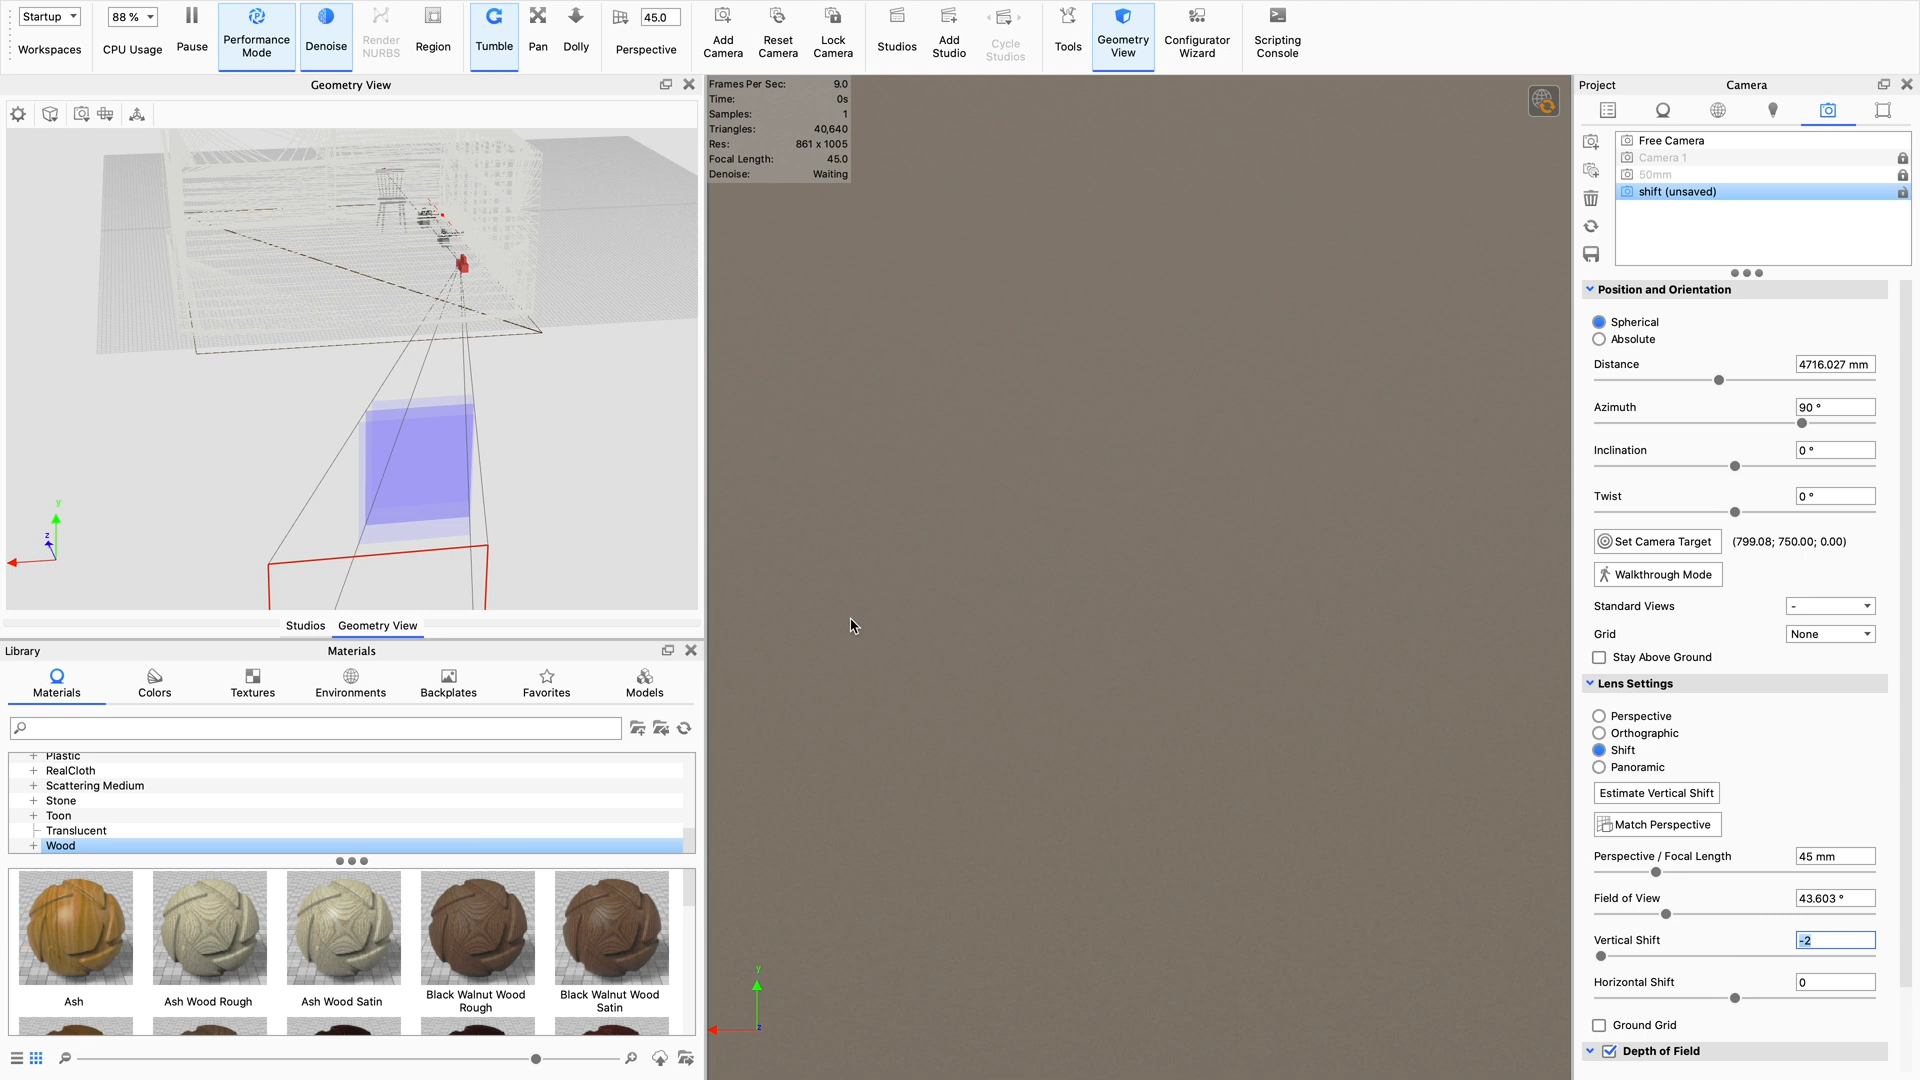 Startup
88 %
45.0
Workspaces
CPU Usage
Pause
Performance
Mode
Denoise
Render
NURBS
Region
Tumble
Pan
Dolly
Perspective
Add
Camera
Reset
Camera
Lock
Camera
Studios
Add
Studio
Cycle
Studios
Tools
Geometry
View
Configurator
Wizard
Scripting
Console
Geometry View
y
z
Studios
Geometry View
Library
Materials
Materials
Colors
Textures
Environments
Backplates
Favorites
Models
Plastic
RealCloth
Scattering Medium
Stone
Toon
Translucent
Wood
Ash
Ash Wood Rough
Ash Wood Satin
Black Walnut Wood
Rough
Black Walnut Wood
Satin
Frames Per Sec: 9.0
Time: 0s
Samples: 1
Triangles: 40,640
Res: 861 x 1005
Focal Length: 45.0
Denoise: Waiting
y
z
Project
Camera
Free Camera
Camera 1
50mm
shift (unsaved)
Position and Orientation
Spherical
Absolute
Distance 4716.027 mm
Azimuth 90 °
Inclination 0 °
Twist 0 °
Set Camera Target (799.08; 750.00; 0.00)
Walkthrough Mode
Standard Views -
Grid None
Stay Above Ground
Lens Settings
Perspective
Orthographic
Shift
Panoramic
Estimate Vertical Shift
Match Perspective
Perspective / Focal Length 45 mm
Field of View 43.603 °
Vertical Shift -2
Horizontal Shift 0
Ground Grid
Depth of Field